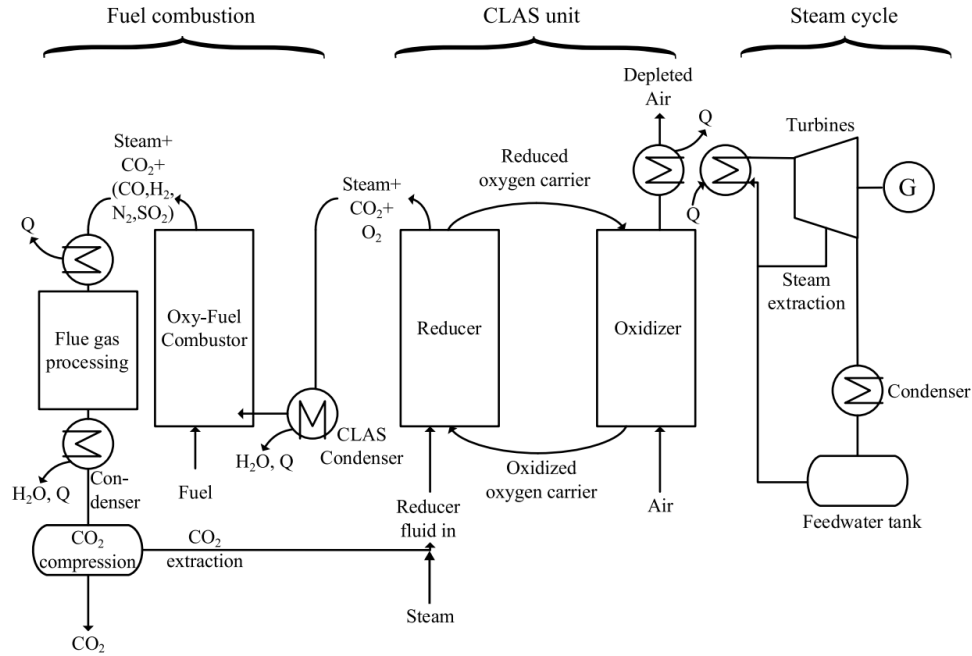 Fuel combustion
CLAS unit
Steam cycle
Depleted
Air
Q
Turbines
Steam+
CO₂+
(CO,H₂,
N₂,SO₂)
Q
Steam+
CO₂+
O₂
Reduced
oxygen carrier
Q
G
Flue gas
processing
Oxy-Fuel
Combustor
Reducer
Oxidizer
Steam
extraction
Condenser
CLAS
Condenser
H₂O, Q
H₂O, Q
Con-
denser
Fuel
Oxidized
oxygen carrier
Reducer
fluid in
Air
Feedwater tank
CO₂
compression
CO₂
extraction
Steam
CO₂